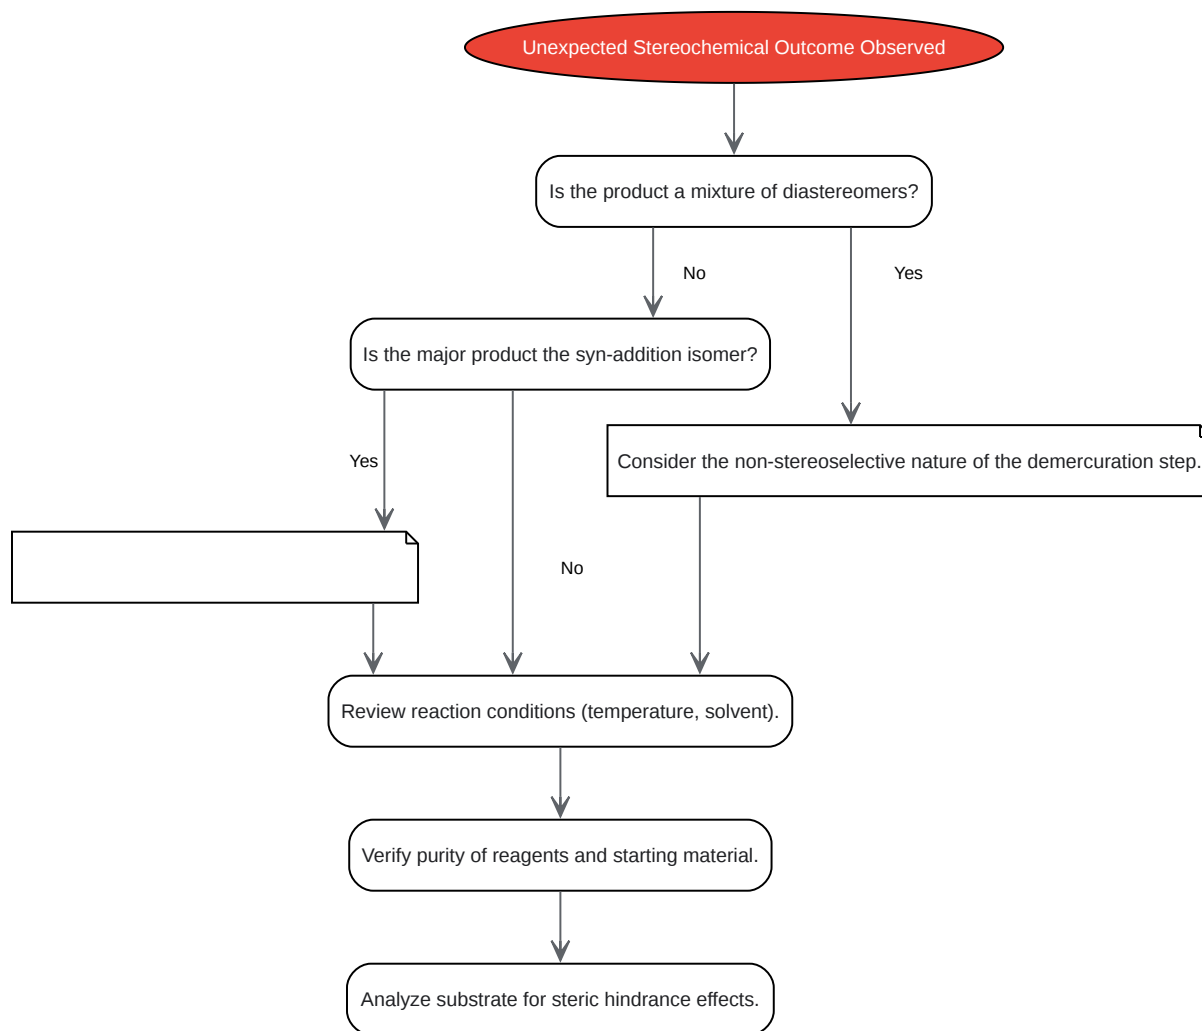 Unexpected Stereochemical Outcome Observed
Is the product a mixture of diastereomers?
No
Yes
Is the major product the syn-addition isomer?
Yes
Consider the non-stereoselective nature of the demercuration step.
No
Review reaction conditions (temperature, solvent).
Verify purity of reagents and starting material.
Analyze substrate for steric hindrance effects.